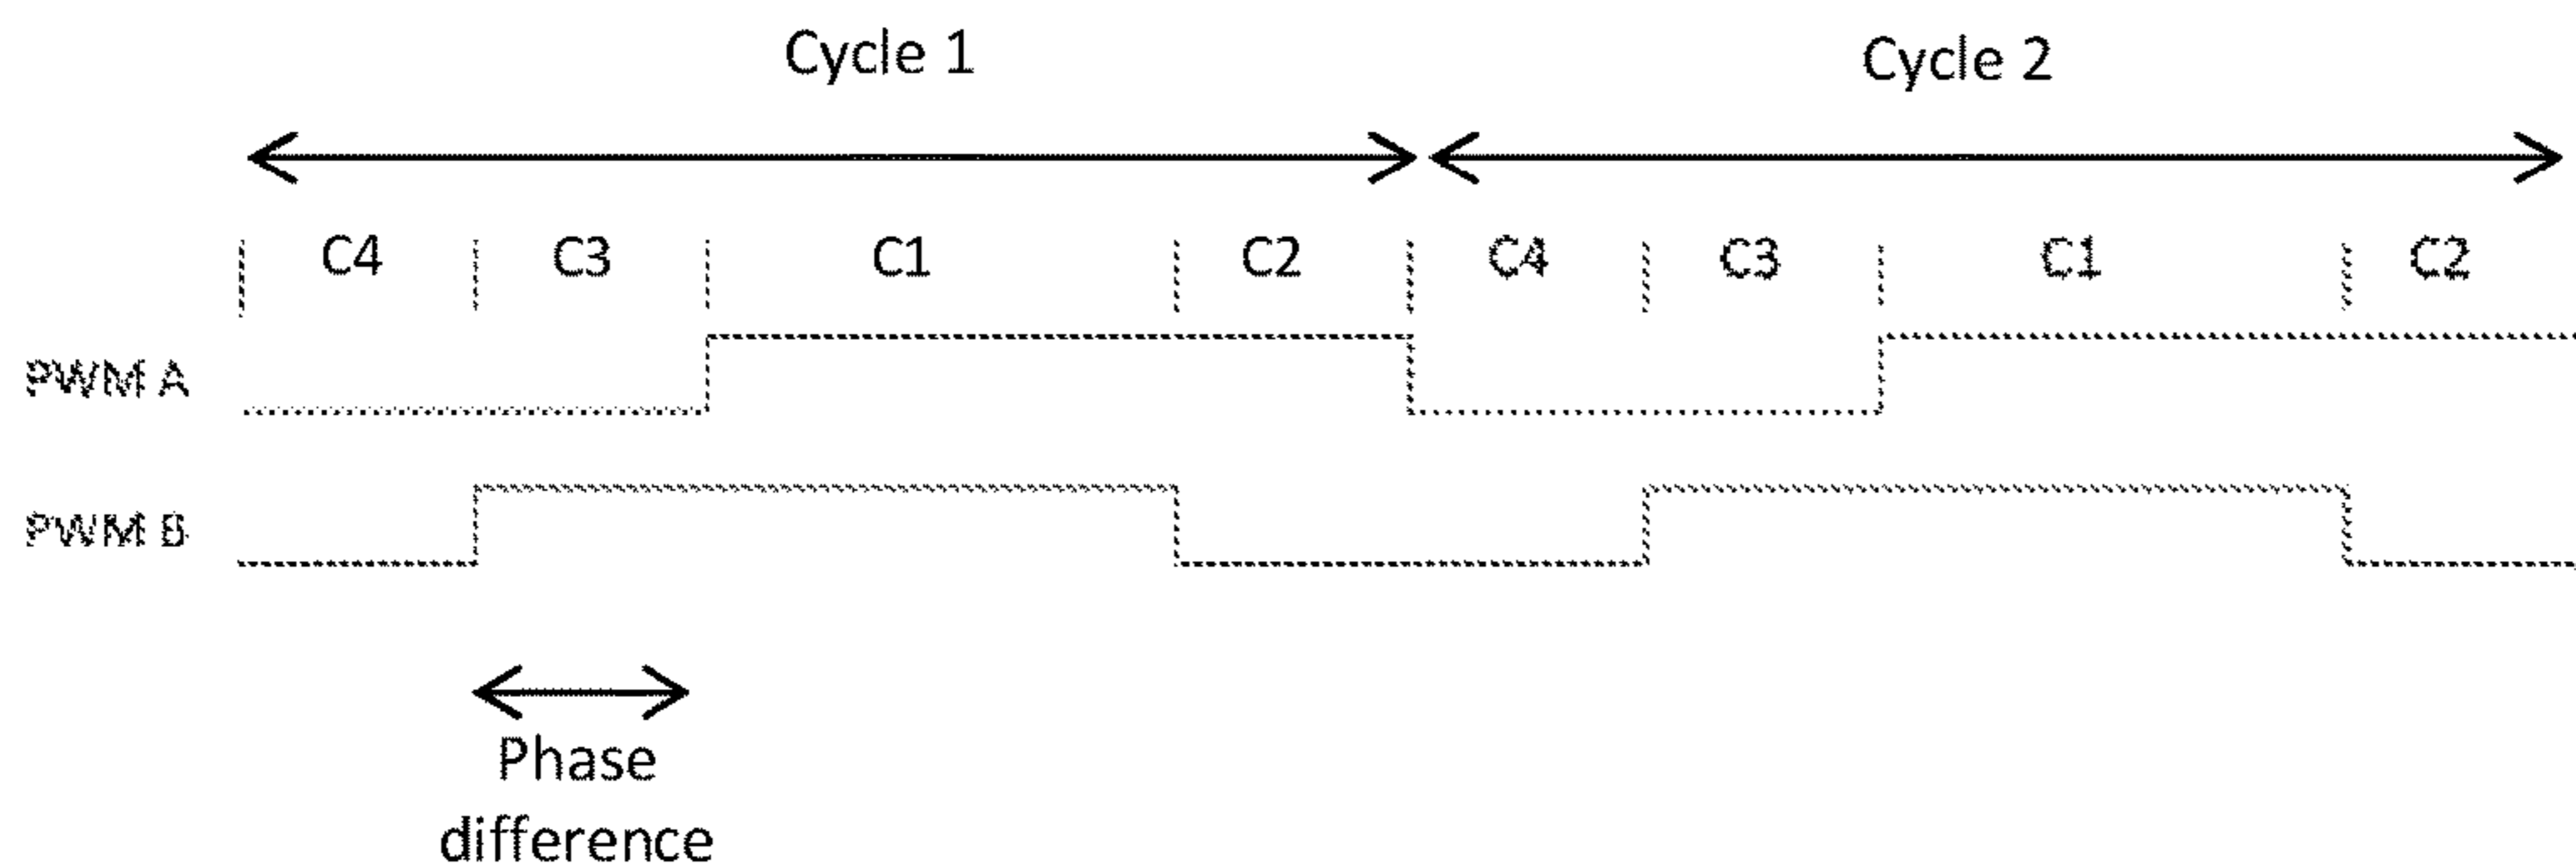 Cycle 1
Cycle 2
C4 C3 C1 C2 C4 C3 C1 C2
PWM A
PWM B
Phase
difference